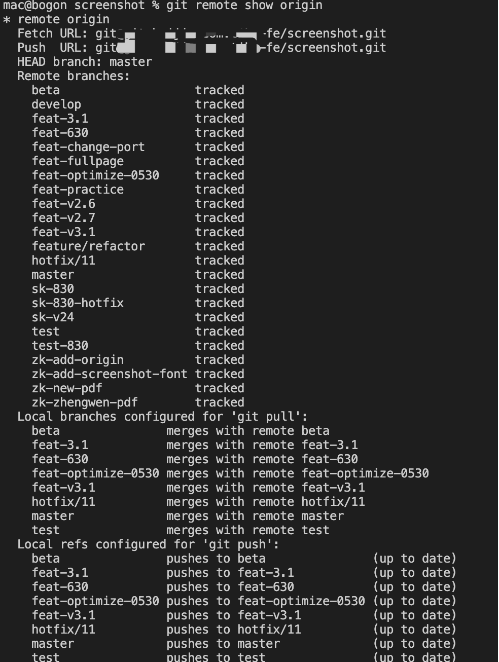 mac@bogon screenshot % git remote show origin
* remote origin
  Fetch URL: git -fe/screenshot.git
  Push  URL: git -fe/screenshot.git
  HEAD branch: master
  Remote branches:
    beta                   tracked
    develop                tracked
    feat-3.1               tracked
    feat-630               tracked
    feat-change-port       tracked
    feat-fullpage          tracked
    feat-optimize-0530     tracked
    feat-practice          tracked
    feat-v2.6              tracked
    feat-v2.7              tracked
    feat-v3.1              tracked
    feature/refactor       tracked
    hotfix/11              tracked
    master                 tracked
    sk-830                 tracked
    sk-830-hotfix          tracked
    sk-v24                 tracked
    test                   tracked
    test-830               tracked
    zk-add-origin          tracked
    zk-add-screenshot-font tracked
    zk-new-pdf             tracked
    zk-zhengwen-pdf        tracked
  Local branches configured for 'git pull':
    beta               merges with remote beta
    feat-3.1           merges with remote feat-3.1
    feat-630           merges with remote feat-630
    feat-optimize-0530 merges with remote feat-optimize-0530
    feat-v3.1          merges with remote feat-v3.1
    hotfix/11          merges with remote hotfix/11
    master             merges with remote master
    test               merges with remote test
  Local refs configured for 'git push':
    beta               pushes to beta               (up to date)
    feat-3.1           pushes to feat-3.1           (up to date)
    feat-630           pushes to feat-630           (up to date)
    feat-optimize-0530 pushes to feat-optimize-0530 (up to date)
    feat-v3.1          pushes to feat-v3.1          (up to date)
    hotfix/11          pushes to hotfix/11          (up to date)
    master             pushes to master             (up to date)
    test               pushes to test               (up to date)